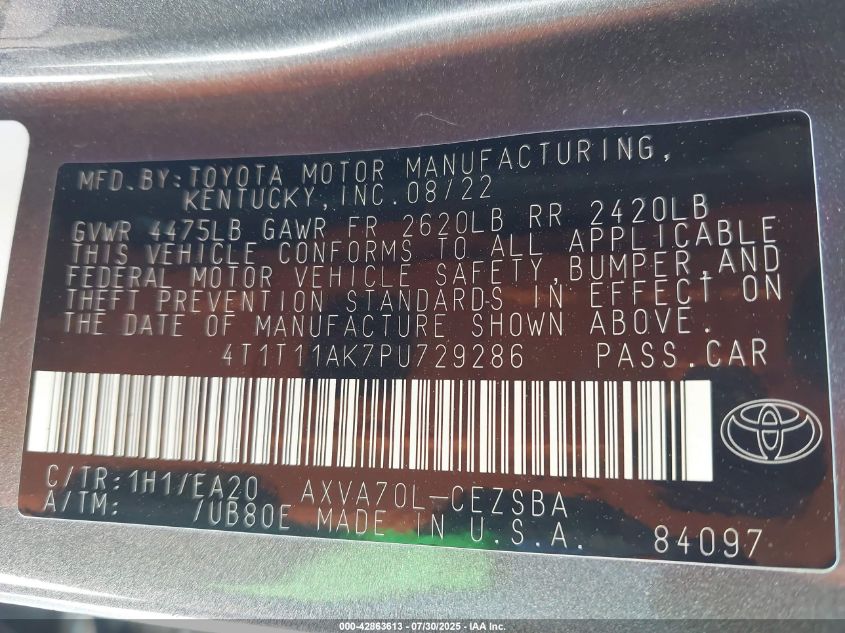 MFD.BY:TOYOTA MOTOR MANUFACTURING,
KENTUCKY,INC.08/22
GVWR 4475LB GAWR FR 2620LB RR 2420LB
THIS VEHICLE CONFORMS TO ALL APPLICABLE
FEDERAL MOTOR VEHICLE SAFETY,BUMPER,AND
THEFT PREVENTION STANDARDS IN EFFECT ON
THE DATE OF MANUFACTURE SHOWN ABOVE.
4T1T11AK7PU729286 PASS.CAR
C/TR:1H1/EA20 AXVA70L-CEZSBA
A/TM: /UB80E MADE IN U.S.A. 84097
000-42863613 - 07/30/2025 - IAA Inc.